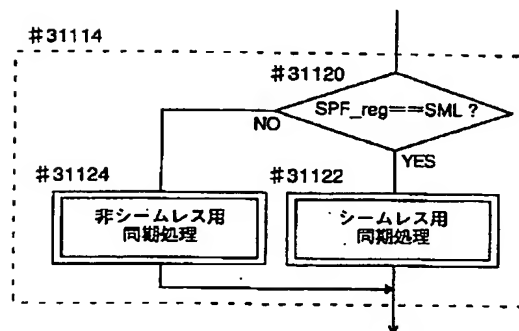 #31114
#31120
SPF_reg==SML ?
NO
YES
#31124
#31122
非シームレス用
同期処理
シームレス用
同期処理